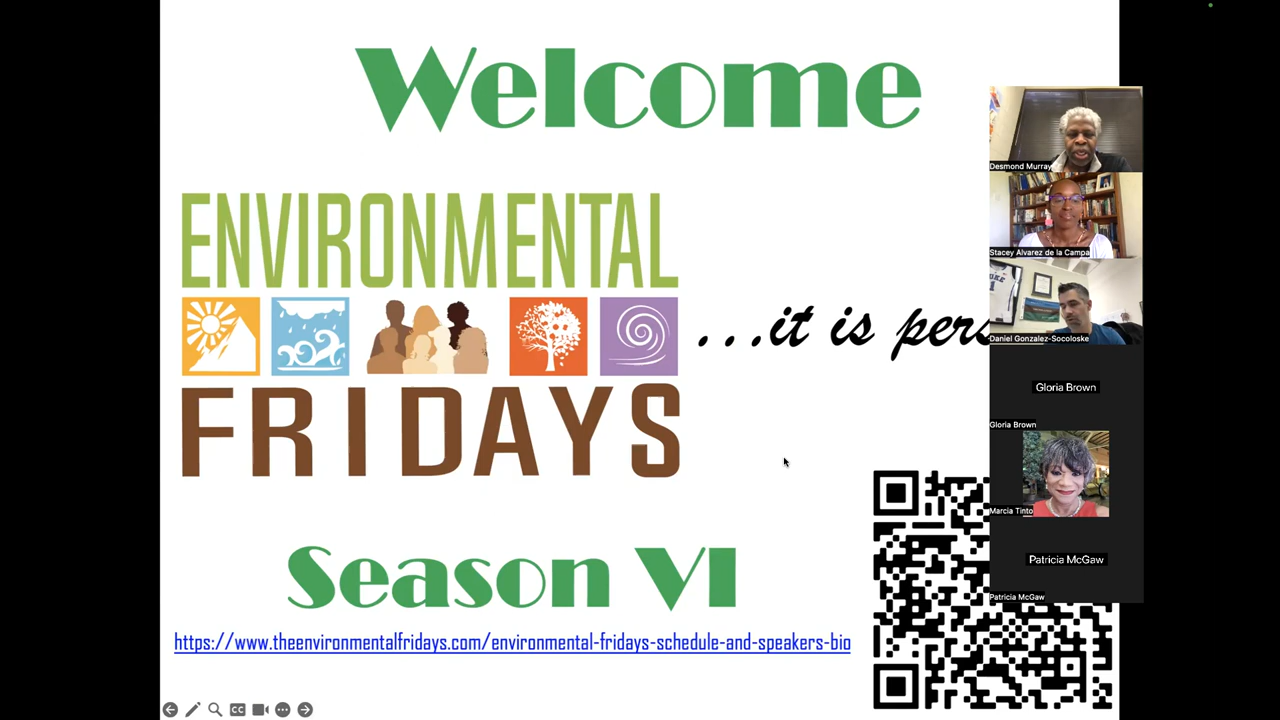 Welcome
ENVIRONMENTAL
FRIDAYS
...it is pers
Season VI
https://www.theenvironmentalfridays.com/environmental-fridays-schedule-and-speakers-bio
Desmond Murray
Stacey Alvarez de la Campa
Daniel Gonzalez-Socoloske
Gloria Brown
Gloria Brown
Marcia Tinto
Patricia McGaw
Patricia McGaw
CC